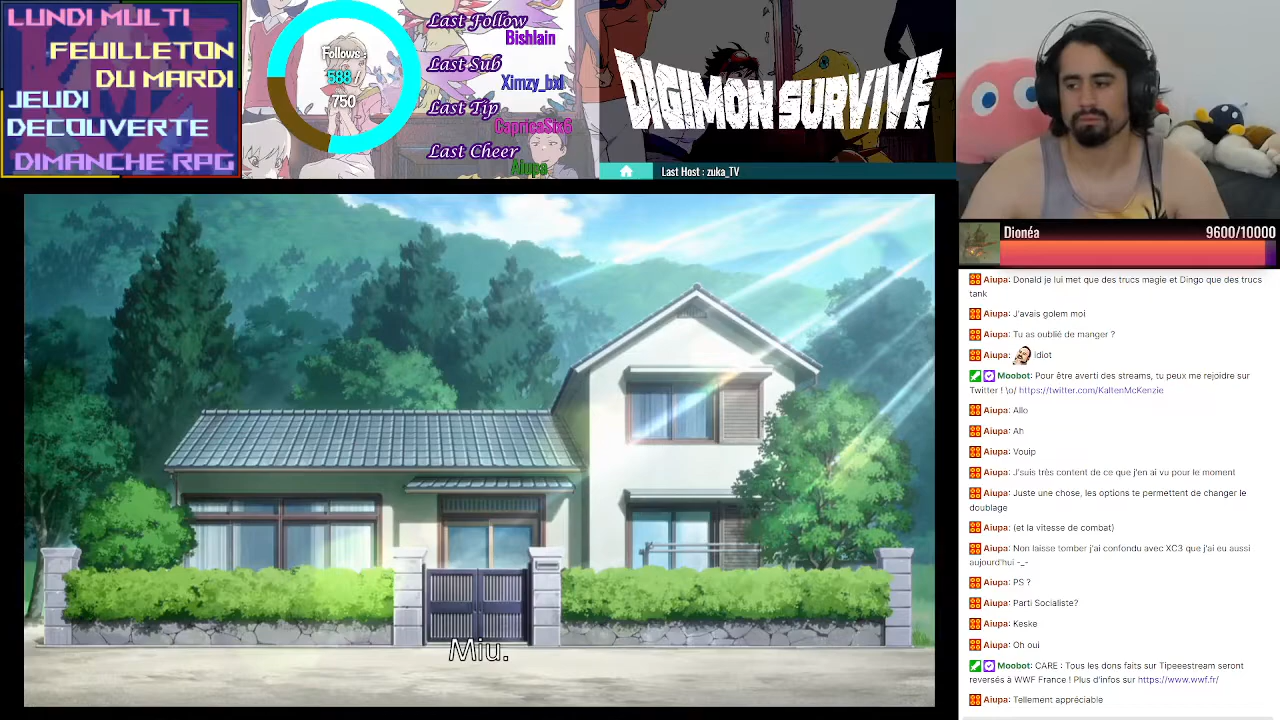 LUNDI MULTI
FEUILLETON
DU MARDI
JEUDI
DECOUVERTE
DIMANCHE RPG
Follows :
588 /
750
Last Follow
Bishlain
Last Sub
Ximzy_bxl
Last Tip
CapricaSix8
Last Cheer
Aiupa
DIGIMON SURVIVE
Last Host : zuka_TV
Dionéa
9600/10000
Aiupa: Donald je lui met que des trucs magie et Dingo que des trucs
tank
Aiupa: J'avais golem moi
Aiupa: Tu as oublié de manger ?
Aiupa: idiot
Moobot: Pour être averti des streams, tu peux me rejoindre sur
Twitter ! \o/ https://twitter.com/KaltenMcKenzie
Aiupa: Allo
Aiupa: Ah
Aiupa: Vouip
Aiupa: J'suis très content de ce que j'en ai vu pour le moment
Aiupa: Juste une chose, les options te permettent de changer le
doublage
Aiupa: (et la vitesse de combat)
Aiupa: Non laisse tomber j'ai confondu avec XC3 que j'ai eu aussi
aujourd'hui -_-
Aiupa: PS ?
Aiupa: Parti Socialiste?
Aiupa: Keske
Aiupa: Oh oui
Moobot: CARE : Tous les dons faits sur Tipeeestream seront
reversés à WWF France ! Plus d'infos sur https://www.wwf.fr/
Aiupa: Tellement appréciable
Miu.